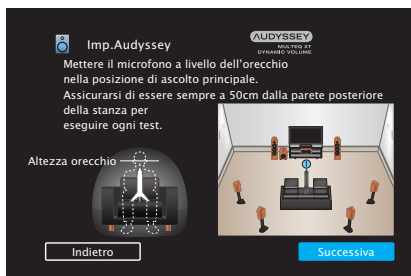 Imp.Audyssey
AUDYSSEY
MULTEQ XT
DYNAMIC VOLUME
Mettere il microfono a livello dell'orecchio
nella posizione di ascolto principale.
Assicurarsi di essere sempre a 50cm dalla parete posteriore
della stanza per
eseguire ogni test.
Altezza orecchio
Indietro
Successiva